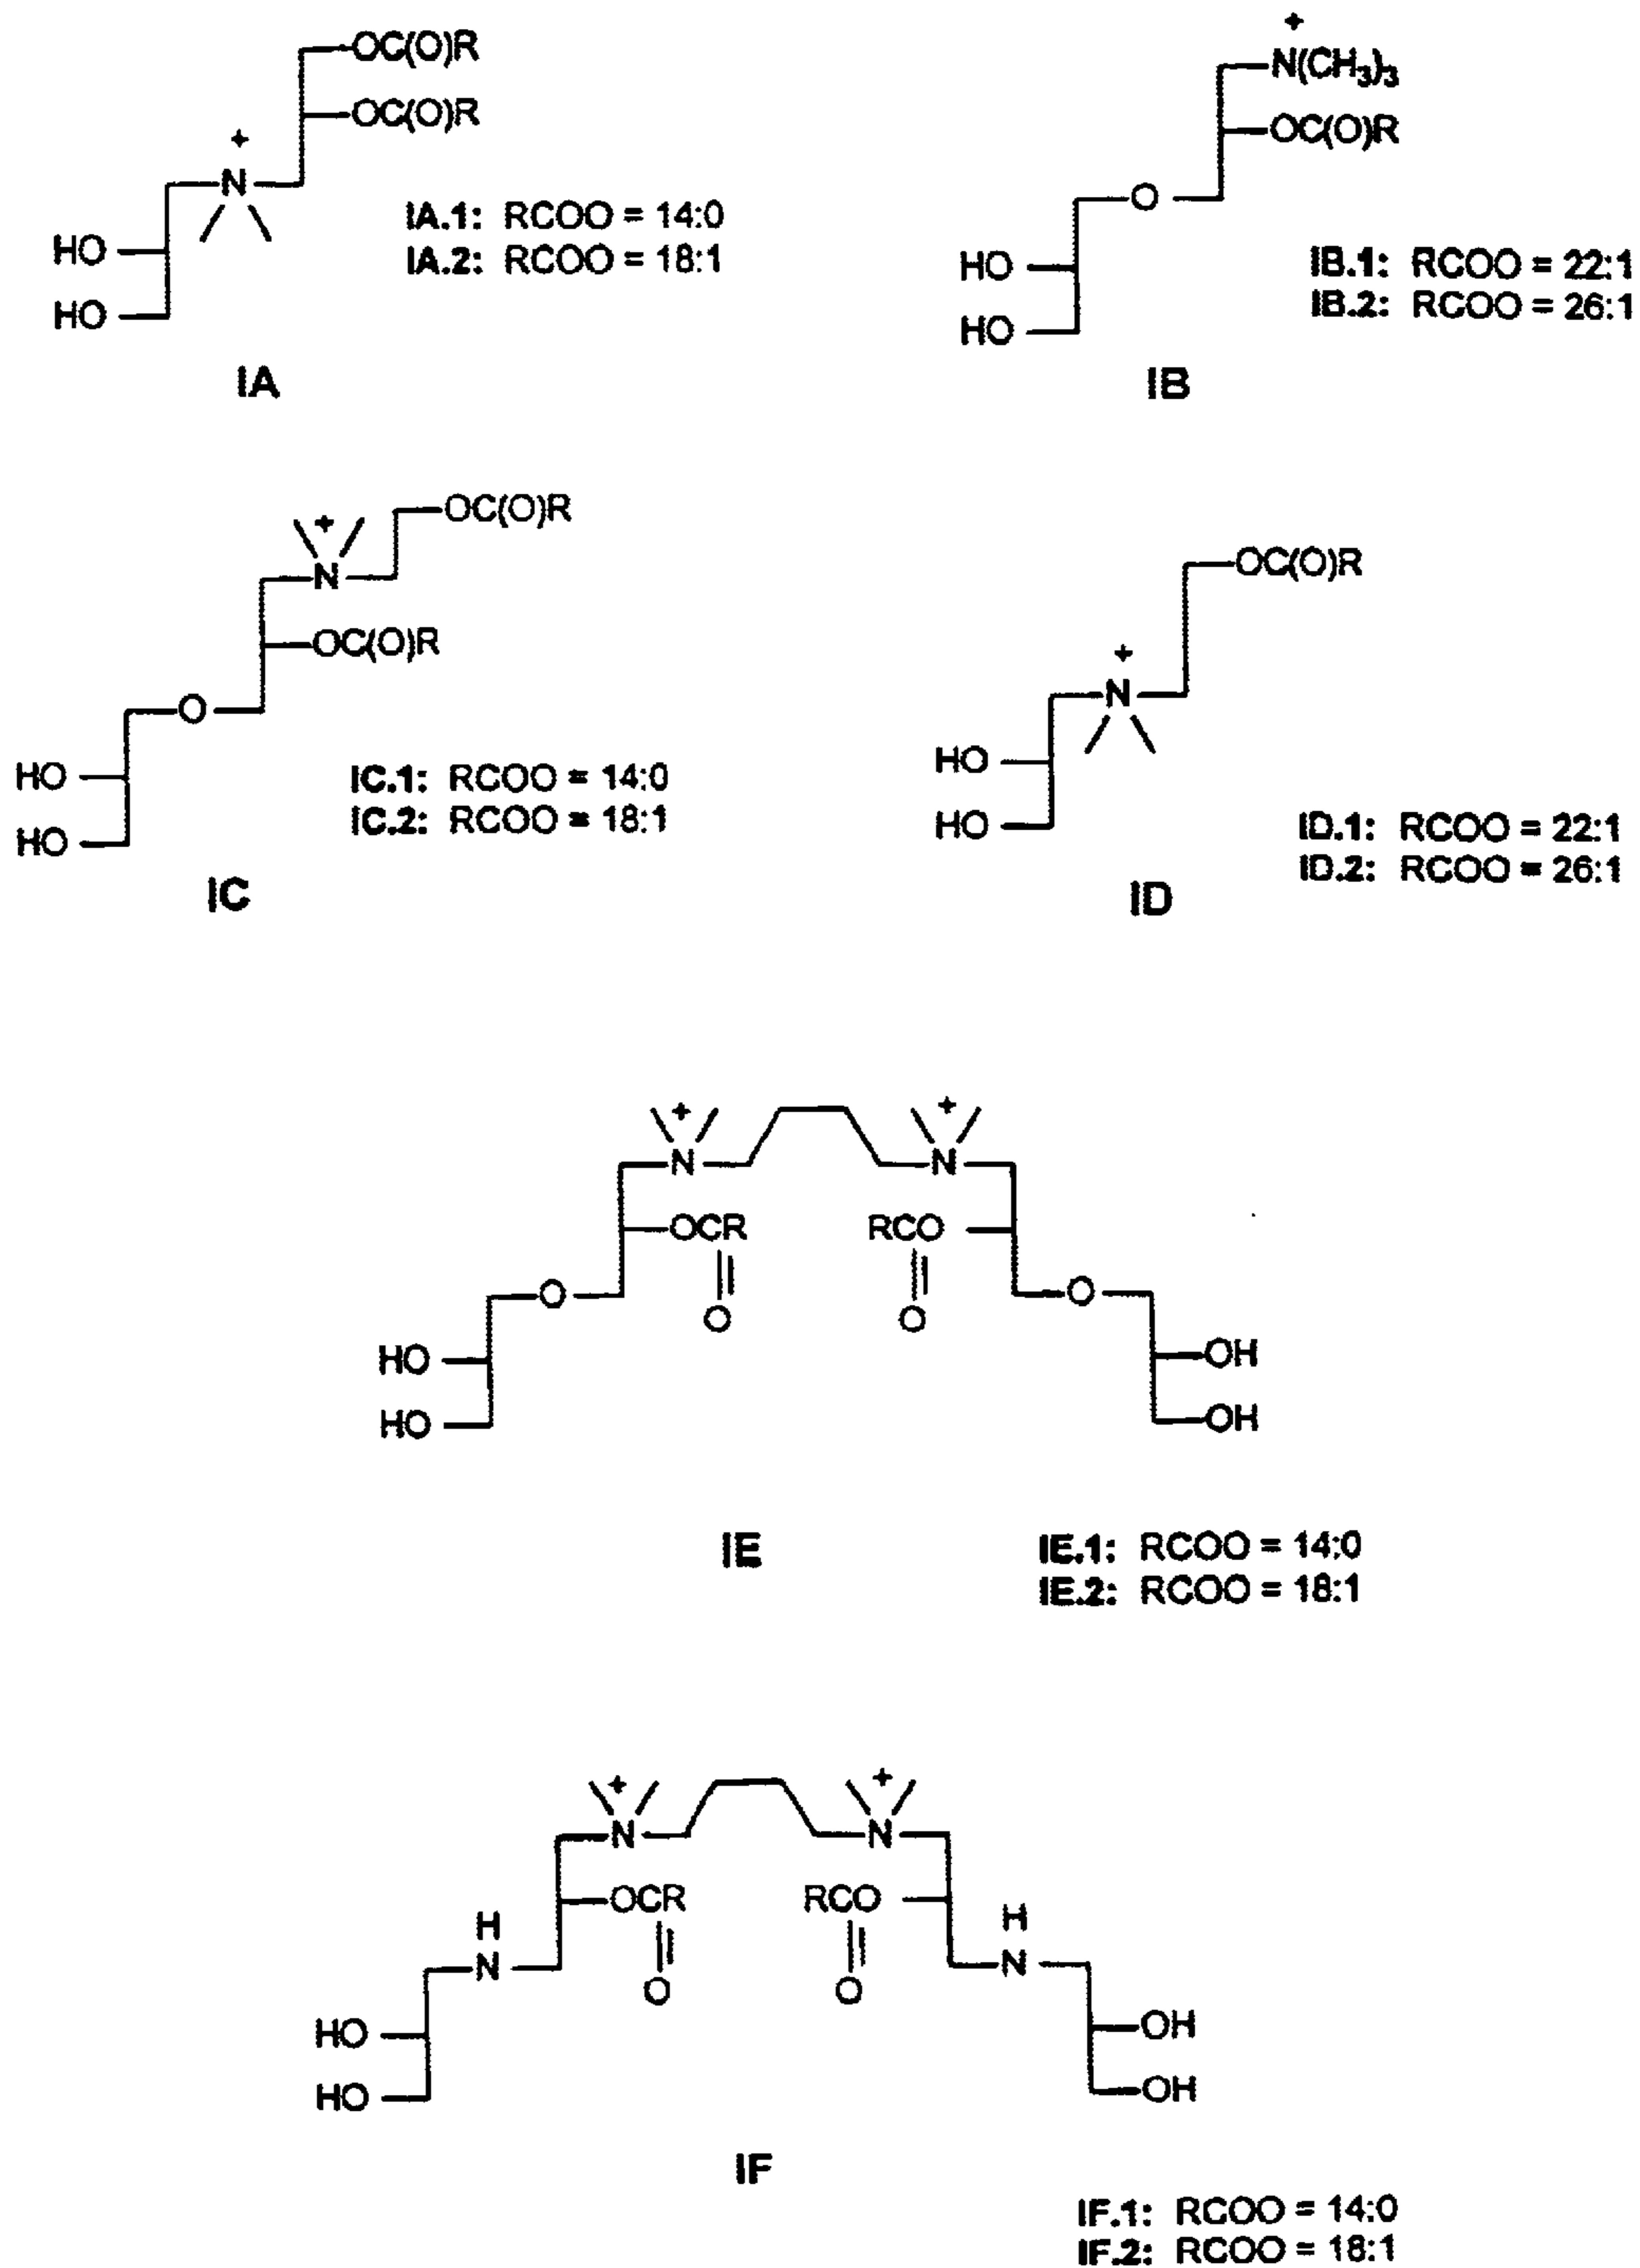 OC(O)R
OC(O)R
+
N
HO
HO
IA.1: RCOO = 14:0
IA.2: RCOO = 18:1
IA
+
N(CH3)3
OC(O)R
O
HO
HO
IB.1: RCOO = 22:1
IB.2: RCOO = 26:1
IB
OC(O)R
+
N
OC(O)R
O
HO
HO
IC.1: RCOO = 14:0
IC.2: RCOO = 18:1
IC
OC(O)R
+
N
HO
HO
ID.1: RCOO = 22:1
ID.2: RCOO = 26:1
ID
+ +
N N
OCR RCO
O O O O
HO OH
HO OH
IE
IE.1: RCOO = 14:0
IE.2: RCOO = 18:1
+ +
N N
OCR RCO
H H
N N
O O
HO OH
HO OH
IF
IF.1: RCOO = 14:0
IF.2: RCOO = 18:1